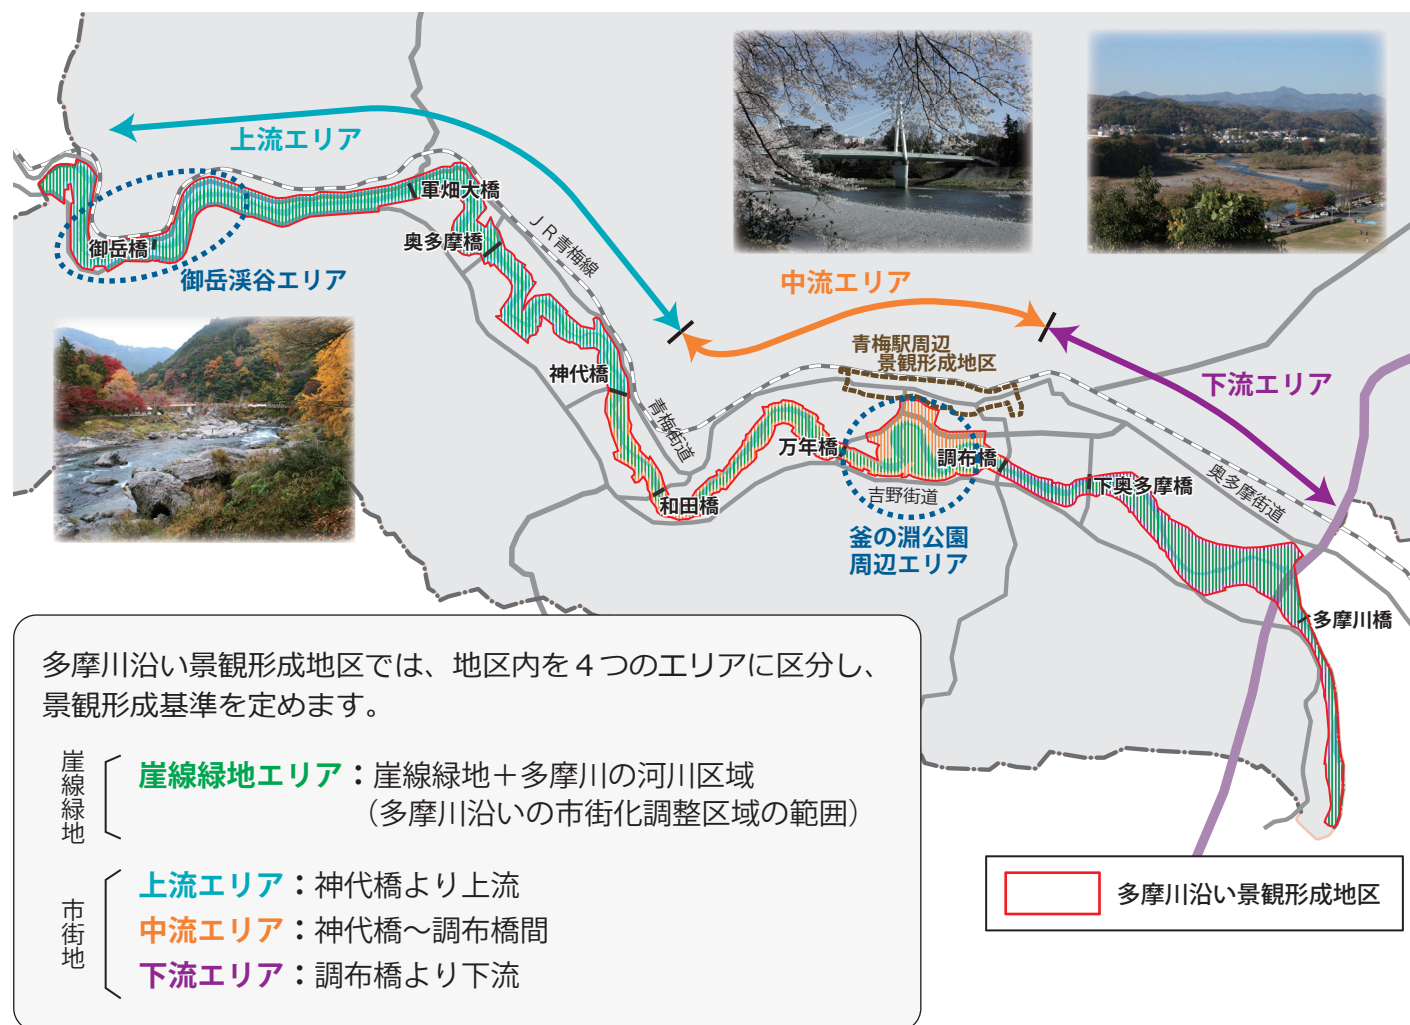 上流エリア
軍畑大橋
奥多摩橋
御岳橋
御岳渓谷エリア
JR青梅線
中流エリア
青梅駅周辺
景観形成地区
下流エリア
神代橋
青梅街道
万年橋
調布橋
和田橋
吉野街道
釜の淵公園
周辺エリア
下奥多摩橋
奥多摩街道
多摩川橋
多摩川沿い景観形成地区では、地区内を４つのエリアに区分し、
景観形成基準を定めます。
崖線緑地
崖線緑地エリア：崖線緑地＋多摩川の河川区域
（多摩川沿いの市街化調整区域の範囲）
市街地
上流エリア：神代橋より上流
中流エリア：神代橋～調布橋間
下流エリア：調布橋より下流
多摩川沿い景観形成地区